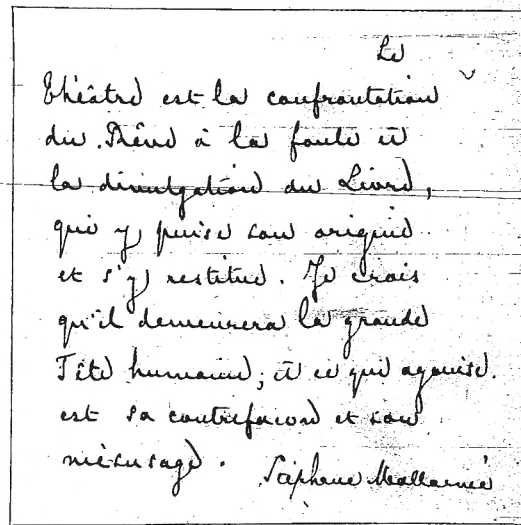 Le
Théâtre est la confrontation
du Rêve à la foule et
la divulgation du Livre,
qui y puise son origine
et s'y restitue. Je crois
qu'il demeurera la grande
Fête humaine; et ce qui agonise.
est sa contrefaçon et son
mésusage. Stéphane Mallarmé